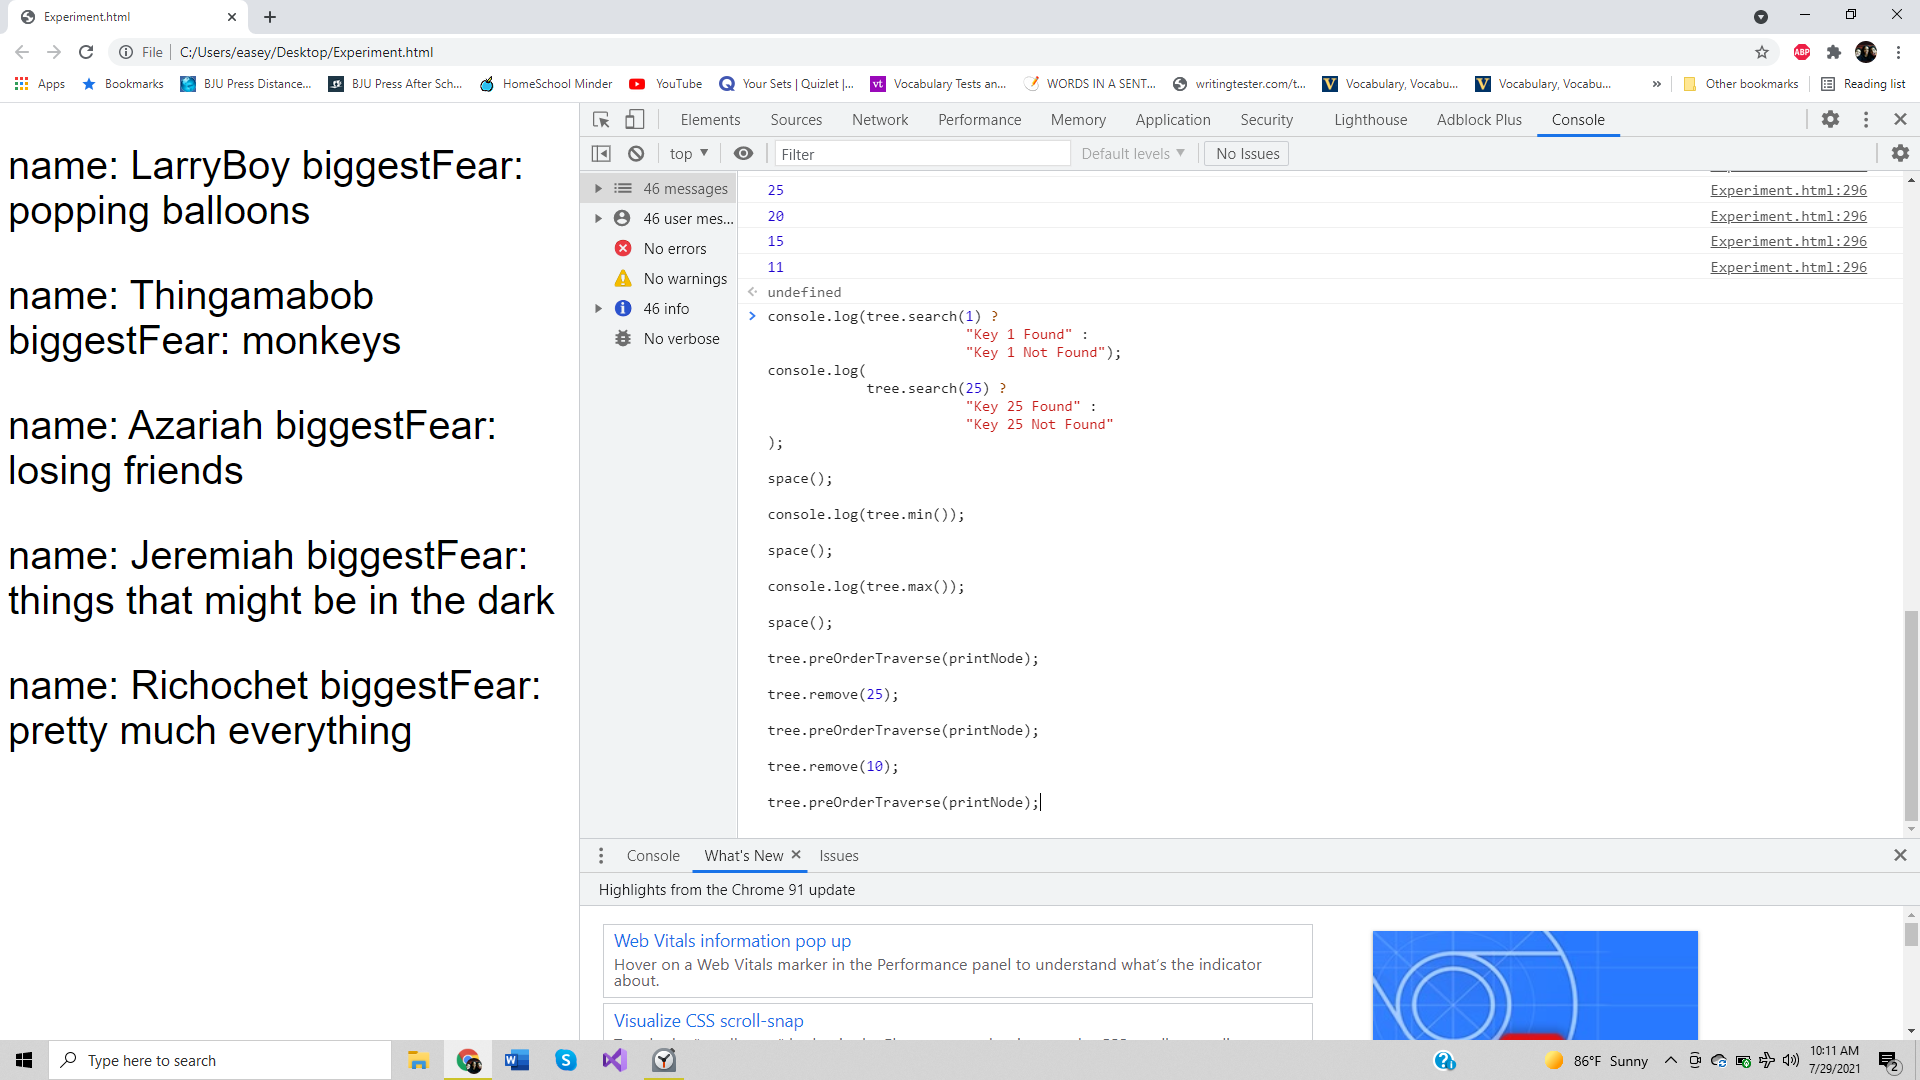 Experiment.html
File
C:/Users/easey/Desktop/Experiment.html
ABP
Apps
Bookmarks
BJU Press Distance...
BJU Press After Sch...
HomeSchool Minder
YouTube
Your Sets | Quizlet |...
vt
Vocabulary Tests an...
WORDS IN A SENT...
writingtester.com/t...
V
Vocabulary, Vocabu...
V
Vocabulary, Vocabu...
»
Other bookmarks
Reading list
name: LarryBoy biggestFear:
popping balloons
name: Thingamabob
biggestFear: monkeys
name: Azariah biggestFear:
losing friends
name: Jeremiah biggestFear:
things that might be in the dark
name: Richochet biggestFear:
pretty much everything
Elements
Sources
Network
Performance
Memory
Application
Security
Lighthouse
Adblock Plus
Console
top
Filter
Default levels
No Issues
46 messages
46 user mes...
No errors
No warnings
46 info
No verbose
25 Experiment.html:296
20 Experiment.html:296
15 Experiment.html:296
11 Experiment.html:296
undefined
console.log(tree.search(1) ?
"Key 1 Found" :
"Key 1 Not Found");
console.log(
tree.search(25) ?
"Key 25 Found" :
"Key 25 Not Found"
);
space();
console.log(tree.min());
space();
console.log(tree.max());
space();
tree.preOrderTraverse(printNode);
tree.remove(25);
tree.preOrderTraverse(printNode);
tree.remove(10);
tree.preOrderTraverse(printNode);
Console
What's New
Issues
Highlights from the Chrome 91 update
Web Vitals information pop up
Hover on a Web Vitals marker in the Performance panel to understand what's the indicator
about.
Visualize CSS scroll-snap
Type here to search
86°F Sunny
10:11 AM
7/29/2021
2